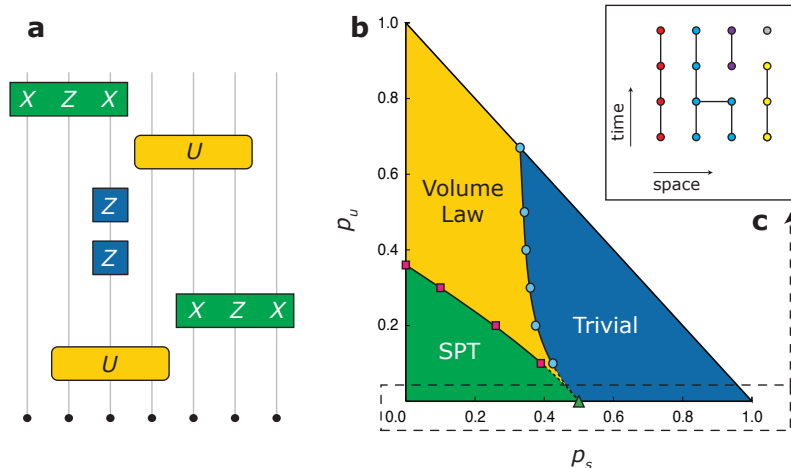 a
X Z X
U
Z
Z
X Z X
U
b
p_u
1.0
0.8
0.6
0.4
0.2
0.0
0.2
0.4
0.6
0.8
1.0
p_s
Volume
Law
SPT
Trivial
c
time
space